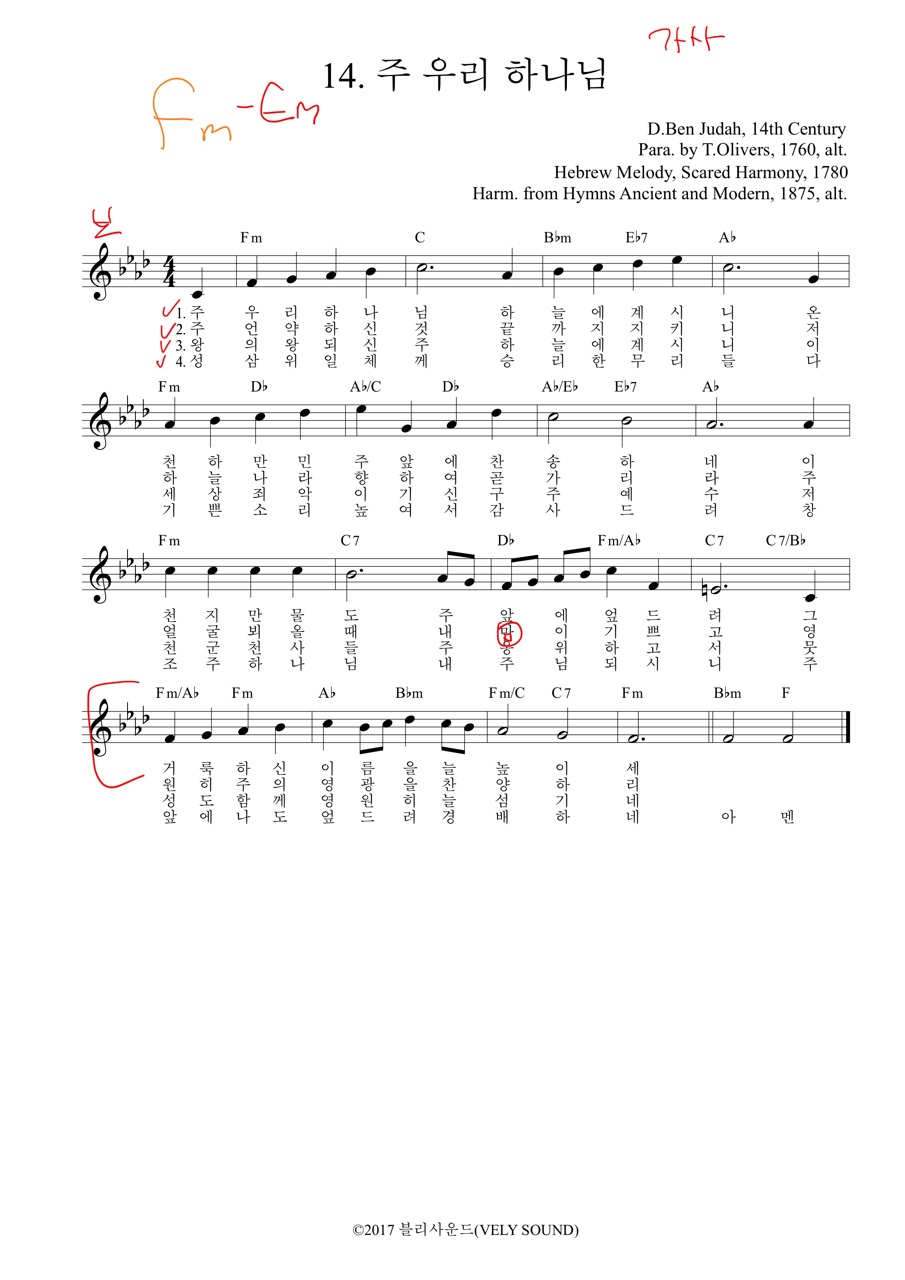 가사
14. 주 우리 하나님
Fm - Em
D.Ben Judah, 14th Century
Para. by T.Olivers, 1760, alt.
Hebrew Melody, Scared Harmony, 1780
Harm. from Hymns Ancient and Modern, 1875, alt.
Fm C B♭m E♭7 A♭
1. 주 우 리 하 나 님 하 늘 에 계 시 니 온
2. 주 언 약 하 신 것 끝 까 지 지 키 니 저
3. 왕 의 왕 되 신 주 하 늘 에 계 시 니 이
4. 성 삼 위 일 체 께 승 리 한 무 리 들 다
Fm D♭ A♭/C D♭ A♭/E♭ E♭7 A♭
천 하 만 민 주 앞 에 찬 송 하 네 이
하 늘 나 라 향 하 여 곧 가 리 라 주
세 상 죄 악 이 기 신 구 주 예 수 저
기 쁜 소 리 높 여 서 감 사 드 려 창
Fm C7 D♭ Fm/A♭ C7 C7/B♭
천 지 만 물 도 주 앞 에 엎 드 려 그
얼 굴 뵈 올 때 내 이 기 쁘 고 영
천 군 천 사 들 주 옹 위 하 고 서 뭇
조 주 하 나 님 내 주 님 되 시 니 주
Fm/A♭ Fm A♭ B♭m Fm/C C7 Fm B♭m F
거 룩 하 신 이 름 을 늘 높 이 세
원 히 주 의 영 광 을 찬 양 하 리
성 도 함 께 영 원 히 늘 섬 기 네
앞 에 나 도 엎 드 려 경 배 하 네 아 멘
©2017 블리사운드(VELY SOUND)